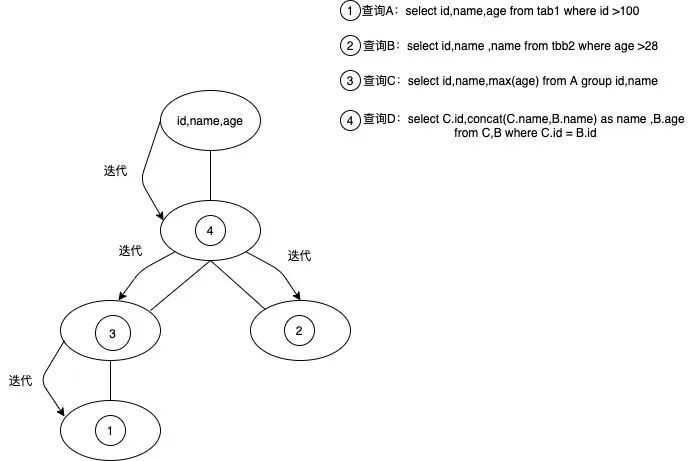 ① 查询A：select id,name,age from tab1 where id >100
② 查询B：select id,name ,name from tbb2 where age >28
③ 查询C：select id,name,max(age) from A group id,name
④ 查询D：select C.id,concat(C.name,B.name) as name ,B.age
from C,B where C.id = B.id
id,name,age
迭代
4
迭代
迭代
3
2
迭代
1